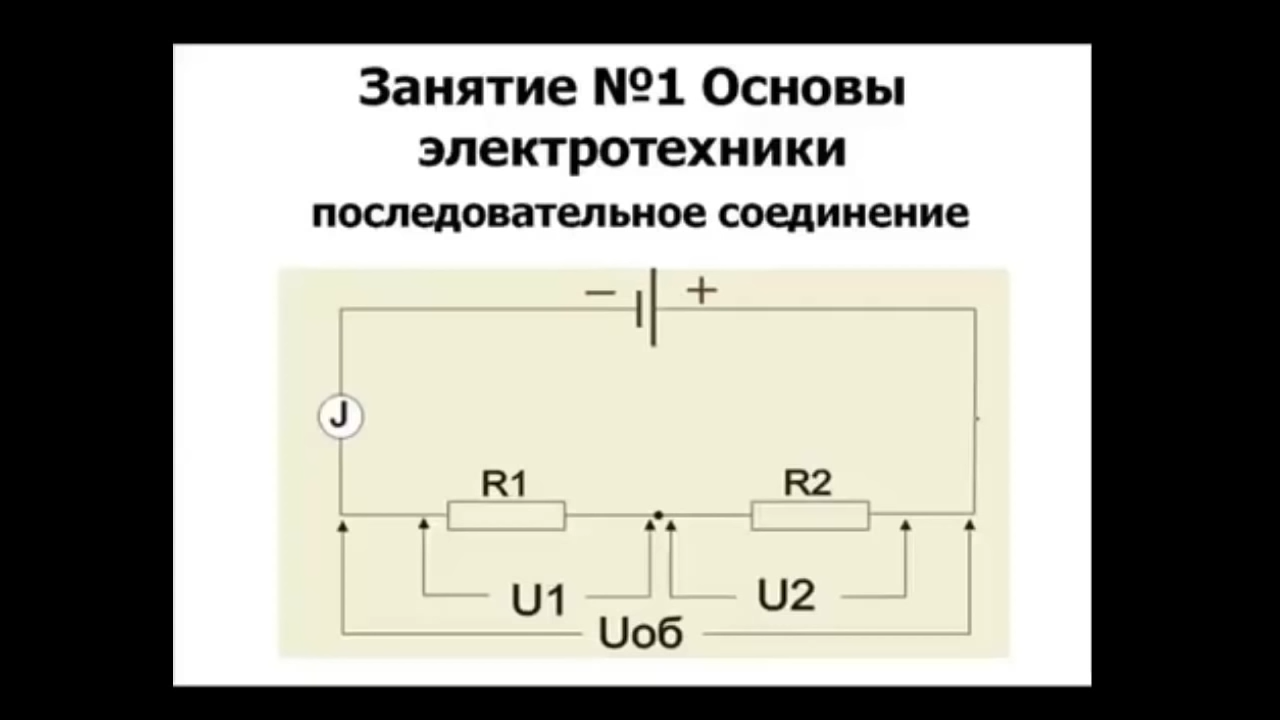 Занятие №1 Основы
электротехники
последовательное соединение
− +
J
R1 R2
U1 U2
Uоб